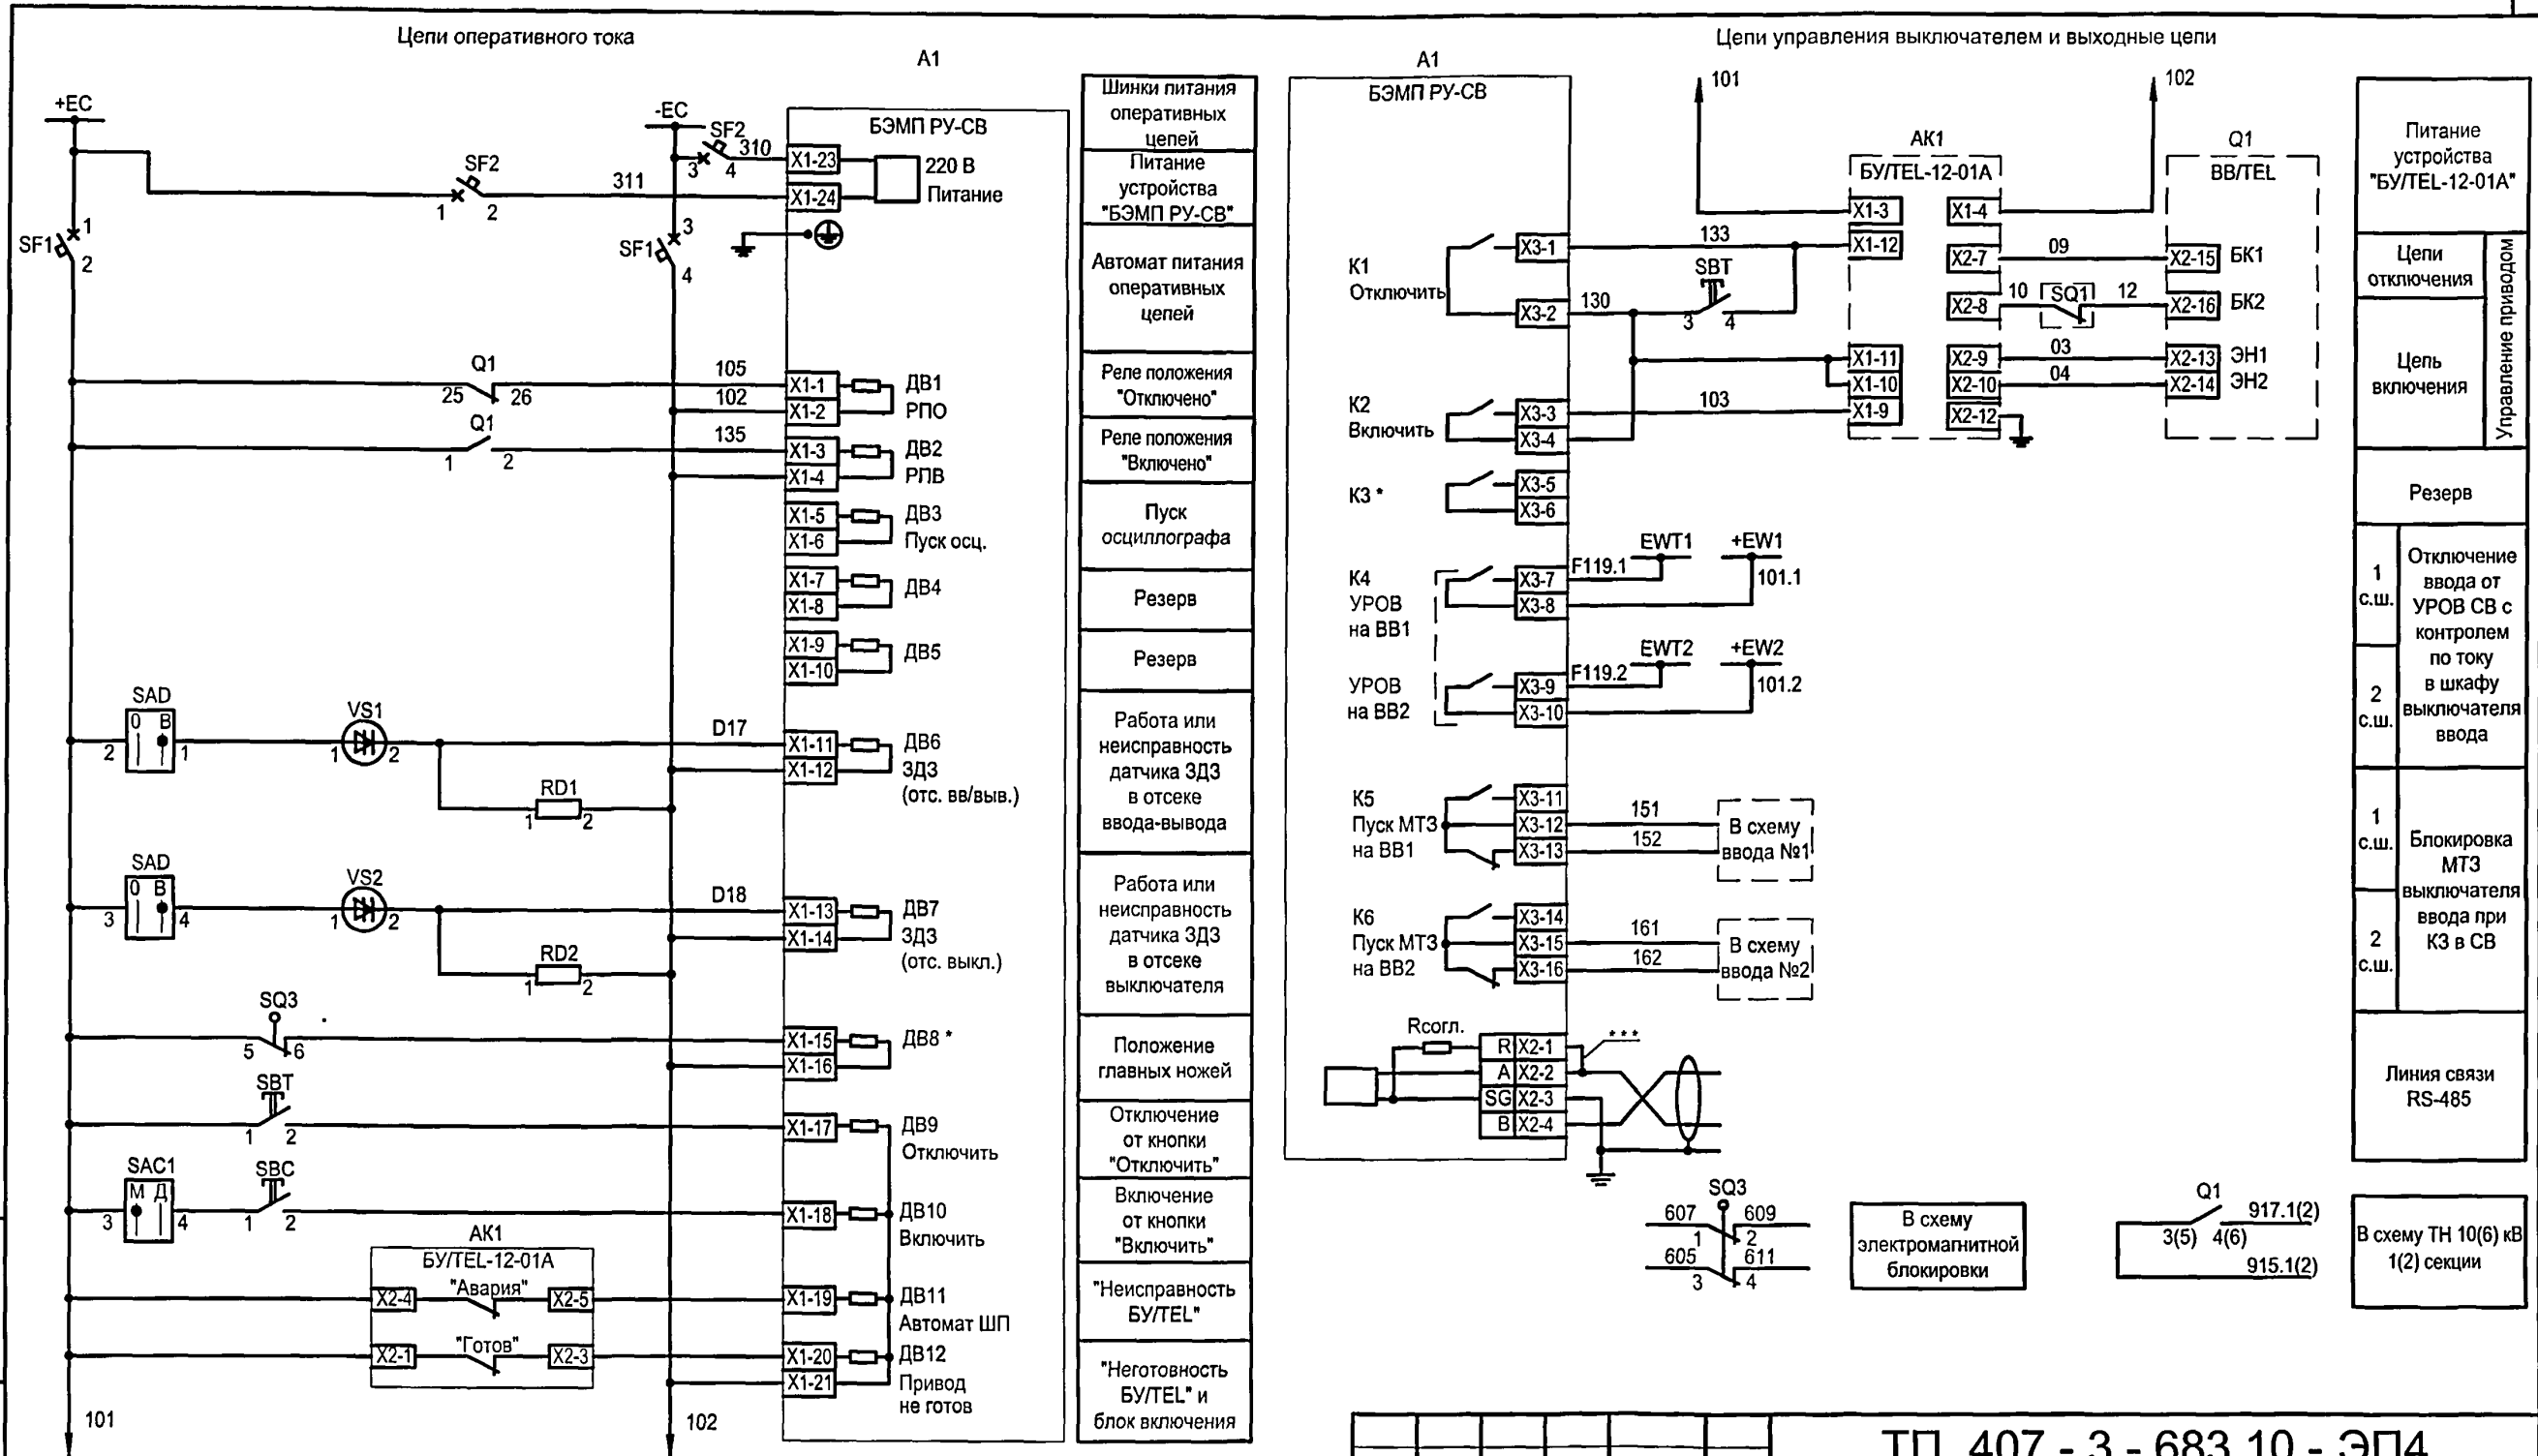 Цепи оперативного тока
Цепи управления выключателем и выходные цепи
+EC
-EC
A1
SF2
310
SF2
3
4
311
1
2
БЭМП РУ-СВ
X1-23
220 В
X1-24
Питание
SF1
1
2
SF1
3
4
Q1
25
26
105
X1-1
ДВ1
102
X1-2
РПО
Q1
1
2
135
X1-3
ДВ2
X1-4
РПВ
X1-5
ДВ3
X1-6
Пуск осц.
X1-7
ДВ4
X1-8
X1-9
ДВ5
X1-10
SAD
0 В
2
1
VS1
1
2
D17
X1-11
ДВ6
X1-12
ЗДЗ
(отс. вв/выв.)
RD1
1
2
SAD
0 В
3
4
VS2
1
2
D18
X1-13
ДВ7
X1-14
ЗДЗ
(отс. выкл.)
RD2
1
2
SQ3
5
6
X1-15
ДВ8 *
X1-16
SBT
1
2
X1-17
ДВ9
Отключить
SAC1
М Д
3
4
SBC
1
2
X1-18
ДВ10
Включить
АК1
БУ/TEL-12-01А
X2-4
"Авария"
X2-5
X1-19
ДВ11
Автомат ШП
X2-1
"Готов"
X2-3
X1-20
ДВ12
X1-21
Привод
не готов
101
102
Шинки питания
оперативных
цепей
Питание
устройства
"БЭМП РУ-СВ"
Автомат питания
оперативных
цепей
Реле положения
"Отключено"
Реле положения
"Включено"
Пуск
осциллографа
Резерв
Резерв
Работа или
неисправность
датчика ЗДЗ
в отсеке
ввода-вывода
Работа или
неисправность
датчика ЗДЗ
в отсеке
выключателя
Положение
главных ножей
Отключение
от кнопки
"Отключить"
Включение
от кнопки
"Включить"
"Неисправность
БУ/TEL"
"Неготовность
БУ/TEL" и
блок включения
A1
БЭМП РУ-СВ
101
102
АК1
БУ/TEL-12-01А
Q1
ВВ/TEL
X1-3
X1-4
К1
Отключить
X3-1
133
X1-12
X2-7
09
X2-15
БК1
X3-2
130
SBT
3
4
X2-8
10
SQ1
12
X2-16
БК2
X1-11
X2-9
03
X2-13
ЭН1
X1-10
X2-10
04
X2-14
ЭН2
К2
Включить
X3-3
103
X1-9
X2-12
X3-4
К3 *
X3-5
X3-6
К4
УРОВ
на ВВ1
X3-7
F119.1
EWT1
+EW1
X3-8
101.1
УРОВ
на ВВ2
X3-9
F119.2
EWT2
+EW2
X3-10
101.2
К5
Пуск МТЗ
на ВВ1
X3-11
X3-12
151
X3-13
152
В схему
ввода №1
К6
Пуск МТЗ
на ВВ2
X3-14
X3-15
161
X3-16
162
В схему
ввода №2
Rсогл.
R X2-1
* * *
A X2-2
SG X2-3
B X2-4
Питание
устройства
"БУ/TEL-12-01А"
Цепи
отключения
Цепь
включения
Управление приводом
Резерв
1
с.ш.
2
с.ш.
Отключение
ввода от
УРОВ СВ с
контролем
по току
в шкафу
выключателя
ввода
1
с.ш.
2
с.ш.
Блокировка
МТЗ
выключателя
ввода при
КЗ в СВ
Линия связи
RS-485
SQ3
607
1
2
609
605
3
4
611
В схему
электромагнитной
блокировки
Q1
3(5)
4(6)
917.1(2)
915.1(2)
В схему ТН 10(6) кВ
1(2) секции
ТП 407 - 3 - 683.10 - ЭП4